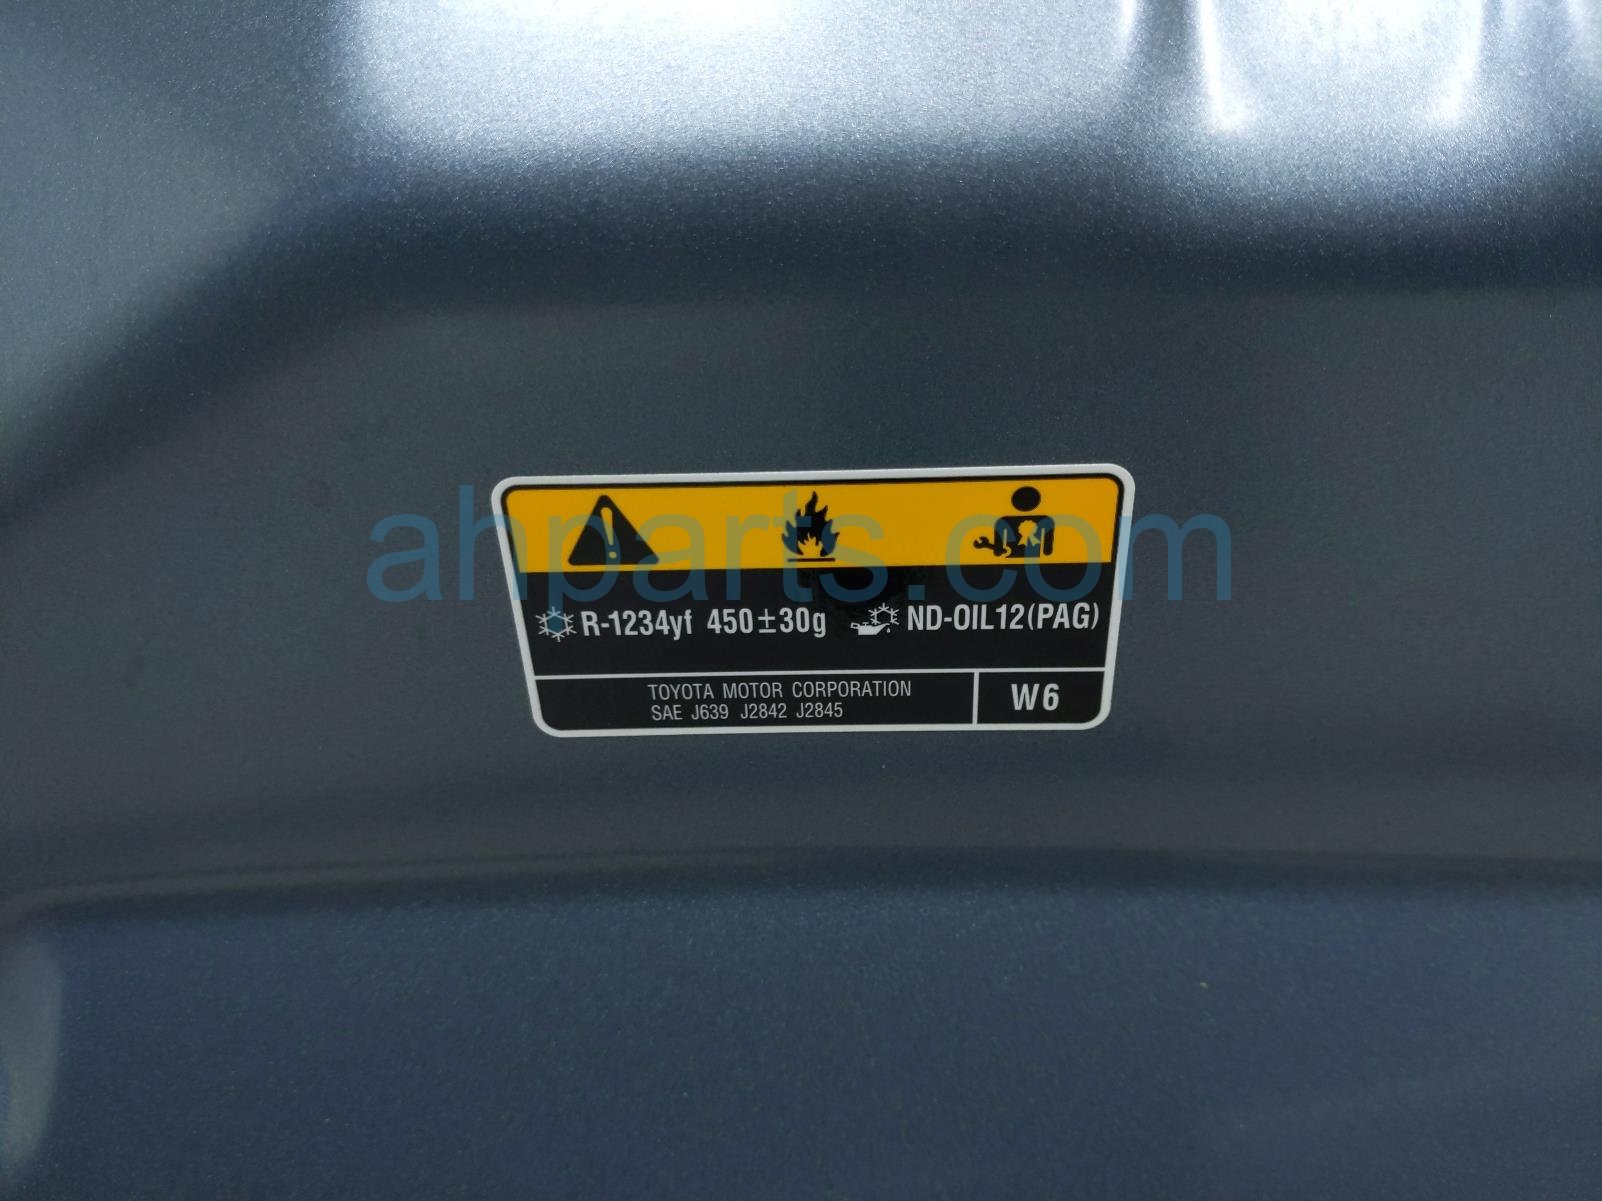 R-1234yf 450±30g ND-OIL12(PAG)
TOYOTA MOTOR CORPORATION
SAE J639 J2842 J2845
W6
ahparts.com